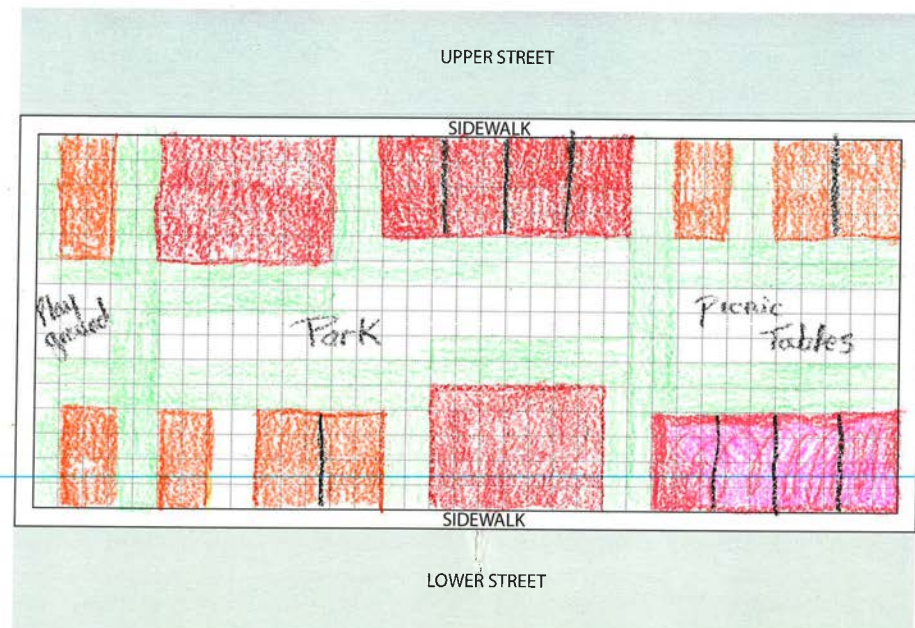 UPPER STREET
SIDEWALK
Play
ground
Park
Picnic
Tables
SIDEWALK
LOWER STREET